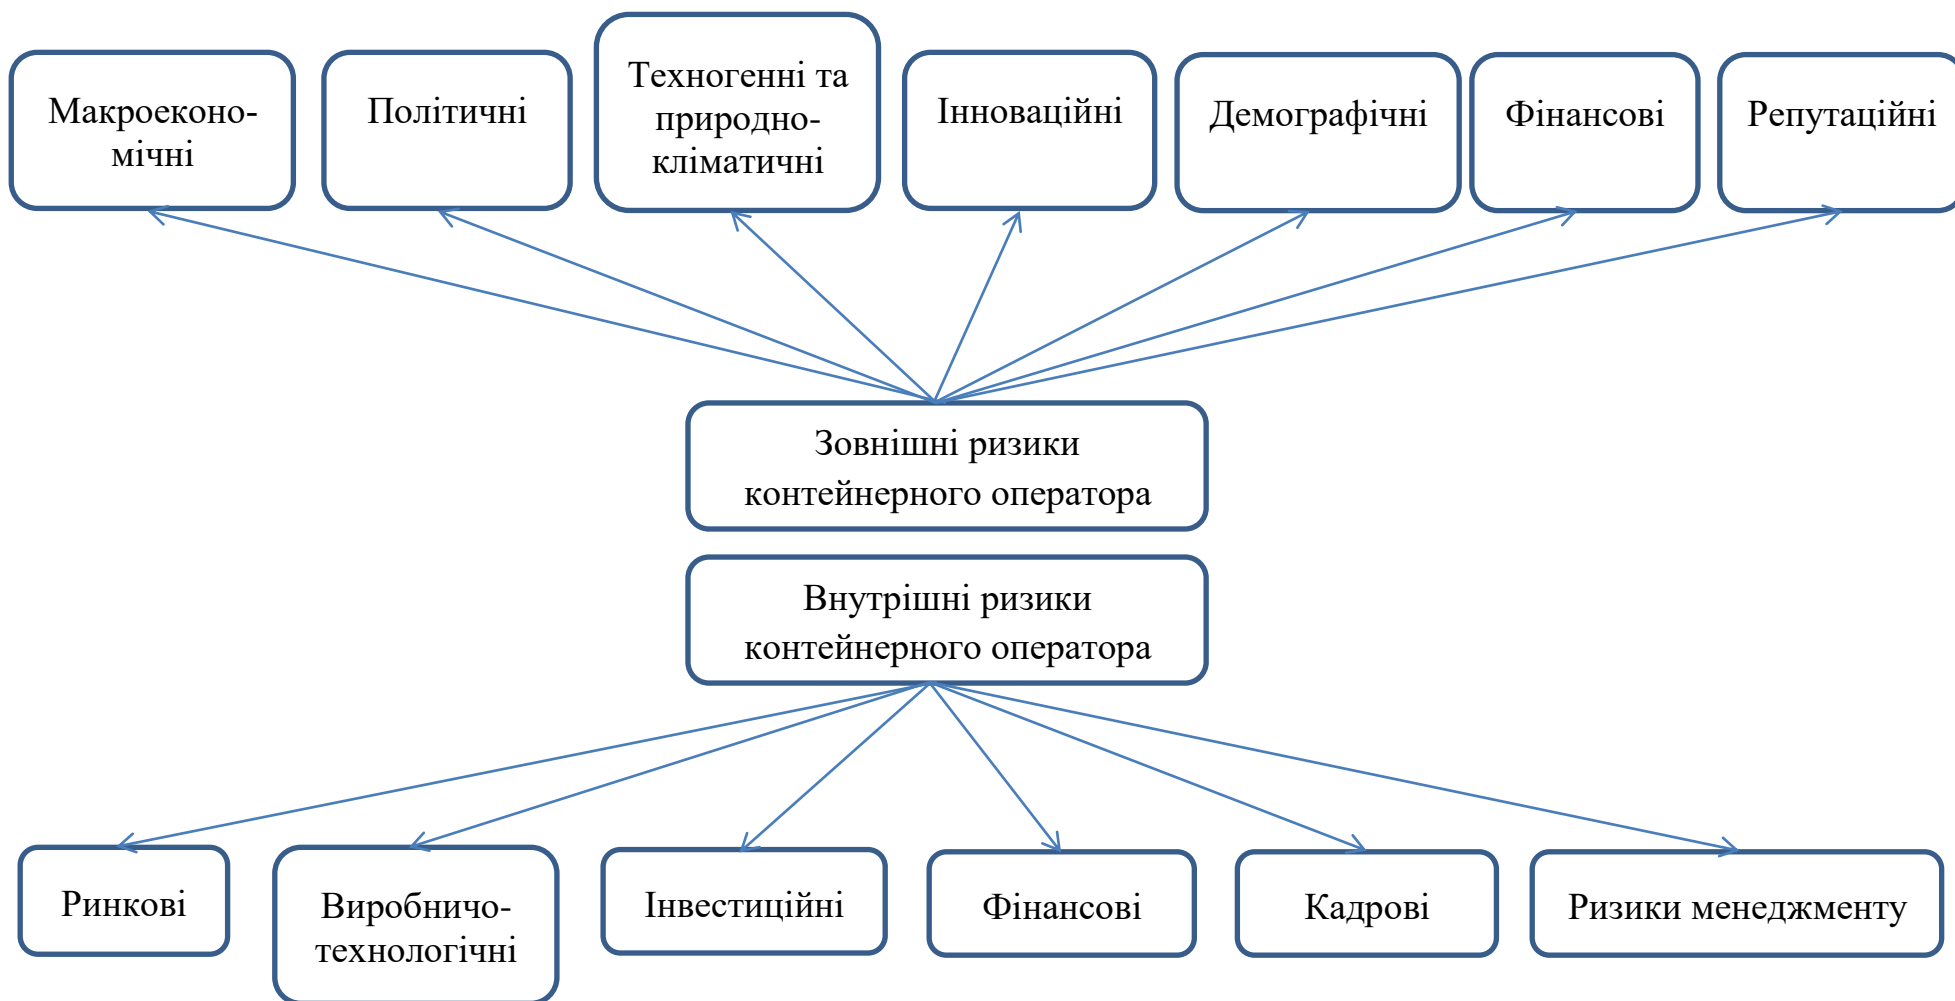 Макроеконо-
мічні
Політичні
Техногенні та
природно-
кліматичні
Інноваційні
Демографічні
Фінансові
Репутаційні
Зовнішні ризики
контейнерного оператора
Внутрішні ризики
контейнерного оператора
Ринкові
Виробничо-
технологічні
Інвестиційні
Фінансові
Кадрові
Ризики менеджменту